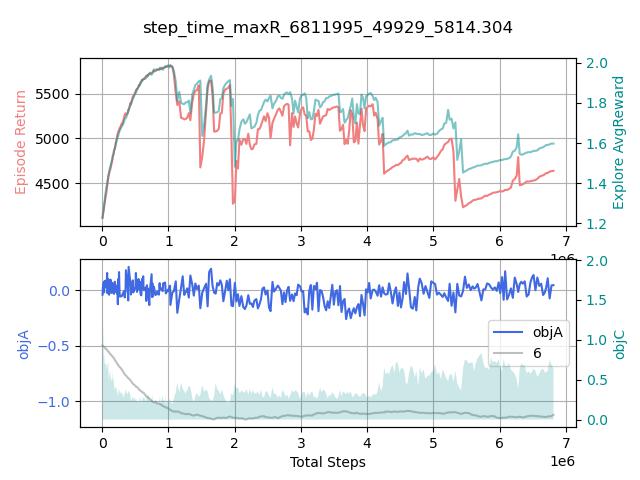 step_time_maxR_6811995_49929_5814.304
Episode Return
5500
5000
4500
2.0
1.8
1.6
1.4
1.2
Explore AvgReward
0 1 2 3 4 5 6 7
objA
0.0
−0.5
−1.0
2.0
1.5
1.0
0.5
0.0
objC
objA
6
0 1 2 3 4 5 6 7
Total Steps
1e6